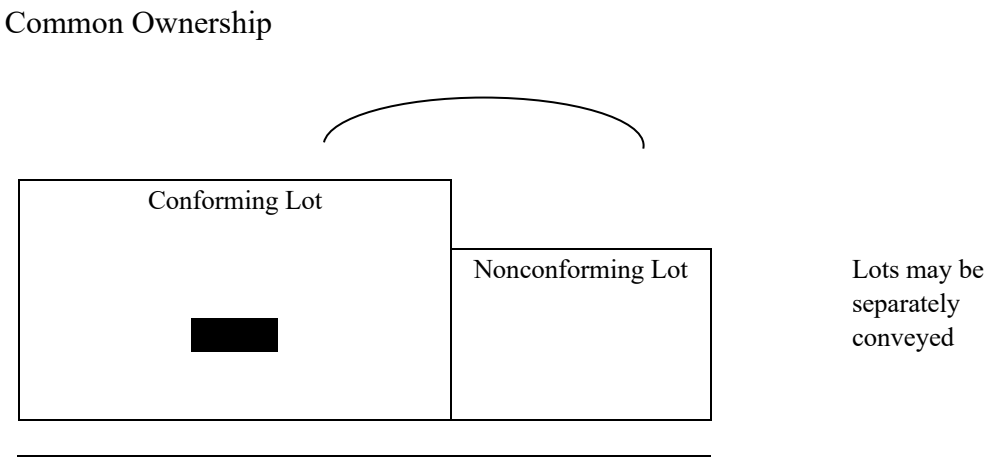 Common Ownership
Conforming Lot
Nonconforming Lot
Lots may be
separately
conveyed